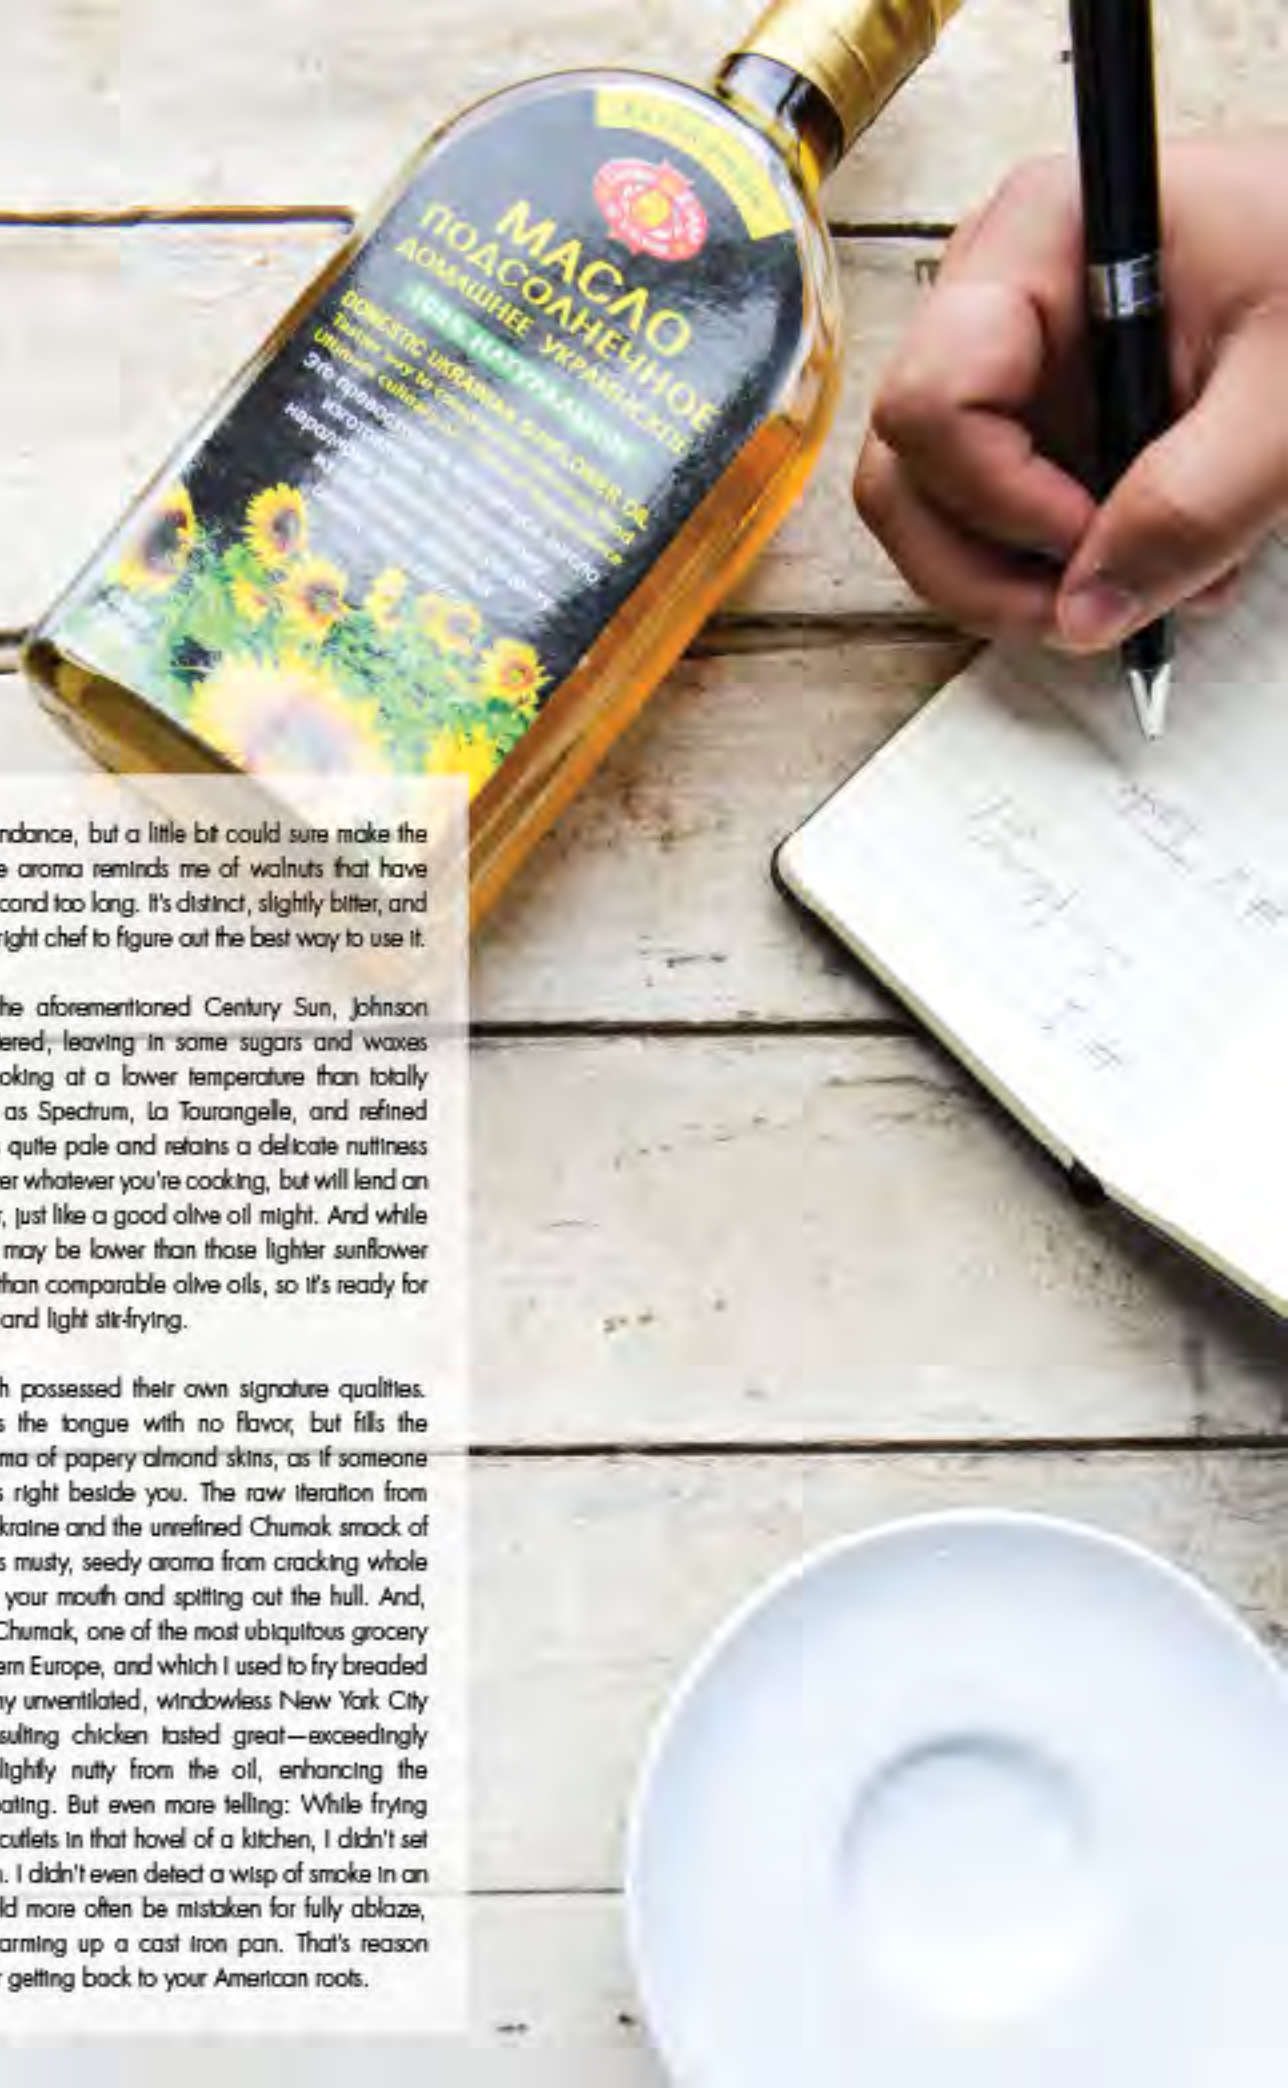 МАСЛО
ПОДСОЛНЕЧНОЕ
ДОМАШНЕЕ УКРАИНСКОЕ
100% НАТУРАЛЬНОЕ
DOMESTIC UKRAINIAN SUNFLOWER OIL
ndance, but a little bit could sure make the
e aroma reminds me of walnuts that have
cond too long. It's distinct, slightly bitter, and
right chef to figure out the best way to use it.
he aforementioned Century Sun, Johnson
ered, leaving in some sugars and waxes
oking at a lower temperature than totally
as Spectrum, La Tourangelle, and refined
s quite pale and retains a delicate nuttiness
er whatever you're cooking, but will lend an
r, just like a good olive oil might. And while
may be lower than those lighter sunflower
than comparable olive oils, so it's ready for
and light stir-frying.
h possessed their own signature qualities.
s the tongue with no flavor, but fills the
ma of papery almond skins, as if someone
s right beside you. The raw iteration from
kraine and the unrefined Chumak smack of
s musty, seedy aroma from cracking whole
your mouth and spitting out the hull. And,
Chumak, one of the most ubiquitous grocery
ern Europe, and which I used to fry breaded
ny unventilated, windowless New York City
sulting chicken tasted great—exceedingly
lightly nutty from the oil, enhancing the
ating. But even more telling: While frying
cutlets in that hovel of a kitchen, I didn't set
n. I didn't even detect a wisp of smoke in an
ld more often be mistaken for fully ablaze,
arming up a cast iron pan. That's reason
r getting back to your American roots.